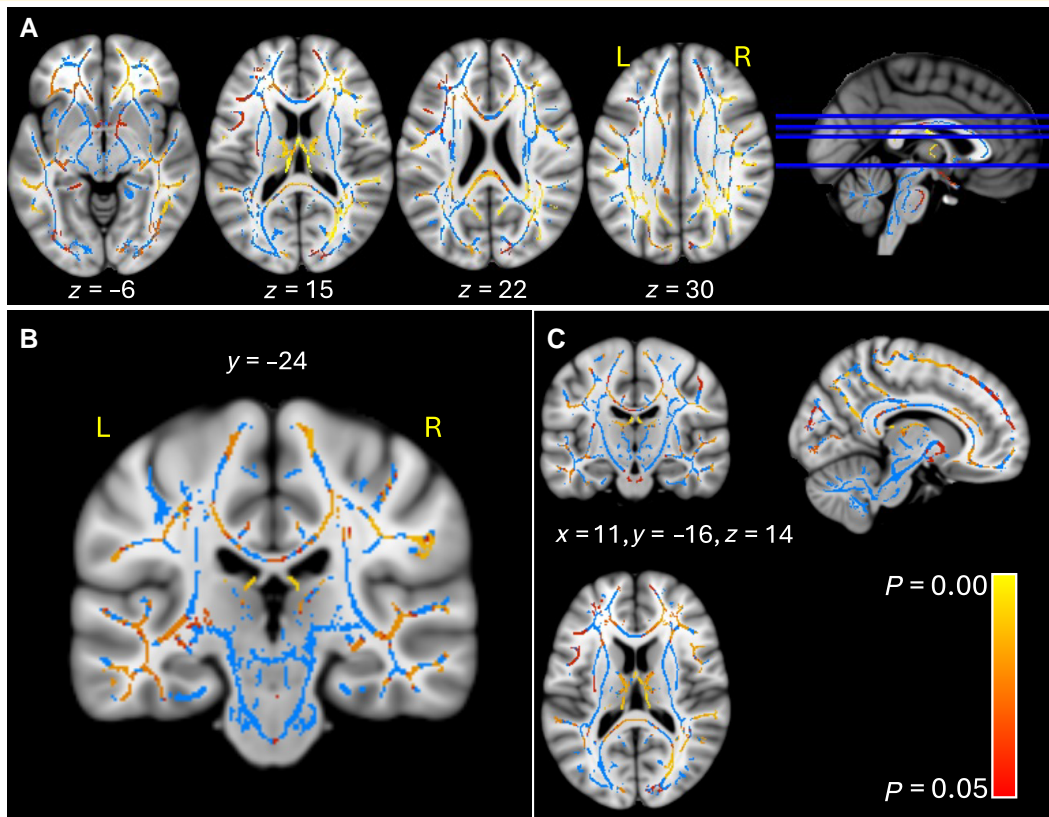 A
L R
z = –6 z = 15 z = 22 z = 30
B
y = –24
L R
C
x = 11, y = –16, z = 14
P = 0.00
P = 0.05